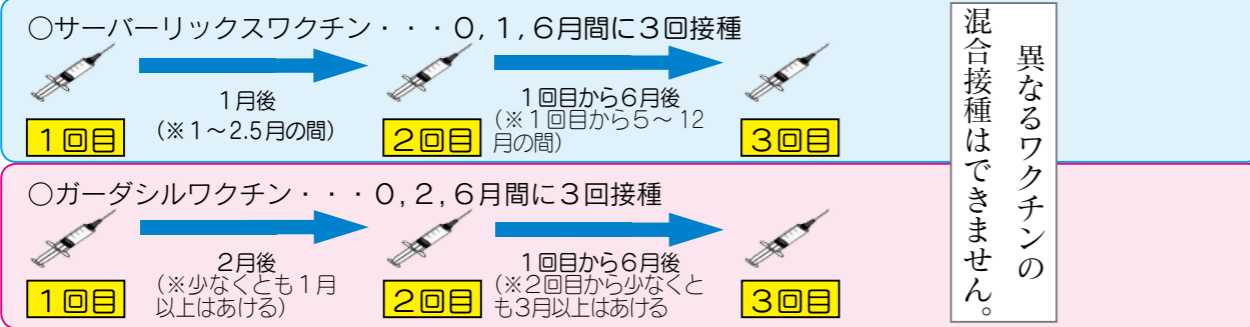 ○サーバーリックスワクチン・・・０,１,６月間に３回接種
１月後
(※１～2.5月の間)
１回目から６月後
(※１回目から５～12
月の間)
１回目
２回目
３回目
○ガーダシルワクチン・・・０,２,６月間に３回接種
２月後
(※少なくとも１月
以上はあける)
１回目から６月後
(※２回目から少なくと
も３月以上はあける
１回目
２回目
３回目
異なるワクチンの
混合接種はできません。